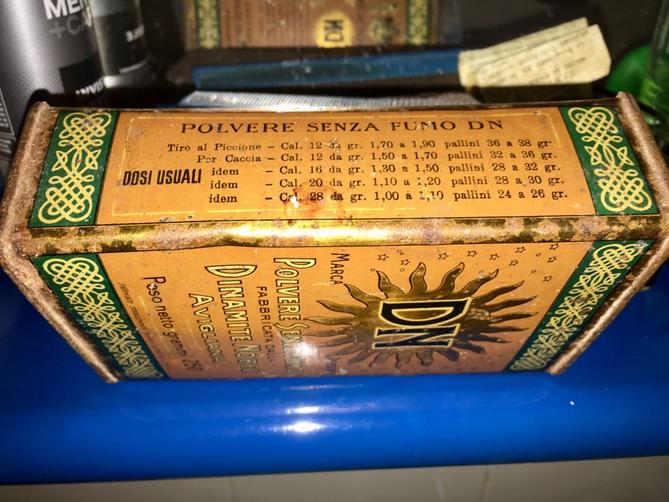 POLVERE SENZA FUMO DN
Tiro al Piccione - Cal. 12 da gr. 1,70 a 1,90 pallini 36 a 38 gr.
Per Caccia - Cal. 12 da gr. 1,50 a 1,70 pallini 32 a 36 gr.
DOSI USUALI idem - Cal. 16 da gr. 1,30 a 1,50 pallini 28 a 32 gr.
idem - Cal. 20 da gr. 1,10 a 1,20 pallini 28 a 30 gr.
idem - Cal. 28 da gr. 1,00 a 1,10 pallini 24 a 26 gr.
MARCA
DN
POLVERE
FABBRICATA DALLA
DINAMITE NOBEL
AVIGLIANA
Peso netto grammi 250